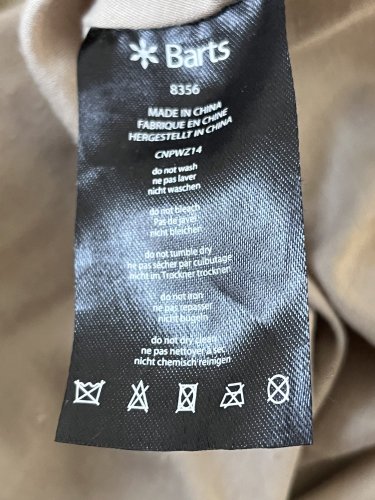 Barts
8356
MADE IN CHINA
FABRIQUE EN CHINE
HERGESTELLT IN CHINA
CNPWZ14
do not wash
ne pas laver
nicht waschen
do not bleach
Pas de javel
nicht bleichen
do not tumble dry
ne pas sécher par culbutage
nicht im Trockner trocknen
do not iron
ne pas repasser
nicht bügeln
do not dry clean
ne pas nettoyer à sec
nicht chemisch reinigen